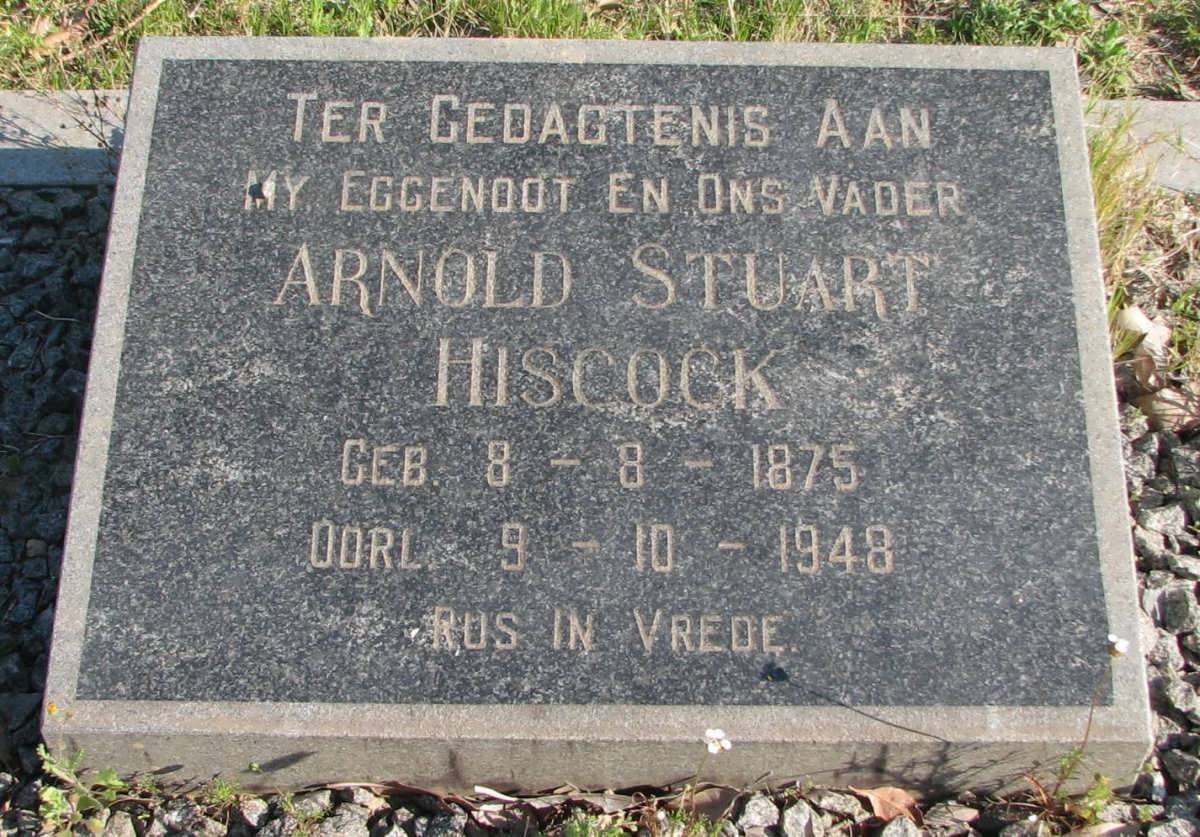 TER GEDAGTENIS AAN
MY EGGENOOT EN ONS VADER
ARNOLD STUART
HISCOCK
GEB. 8 - 8 - 1875
OORL. 9 - 10 - 1948
RUS IN VREDE.